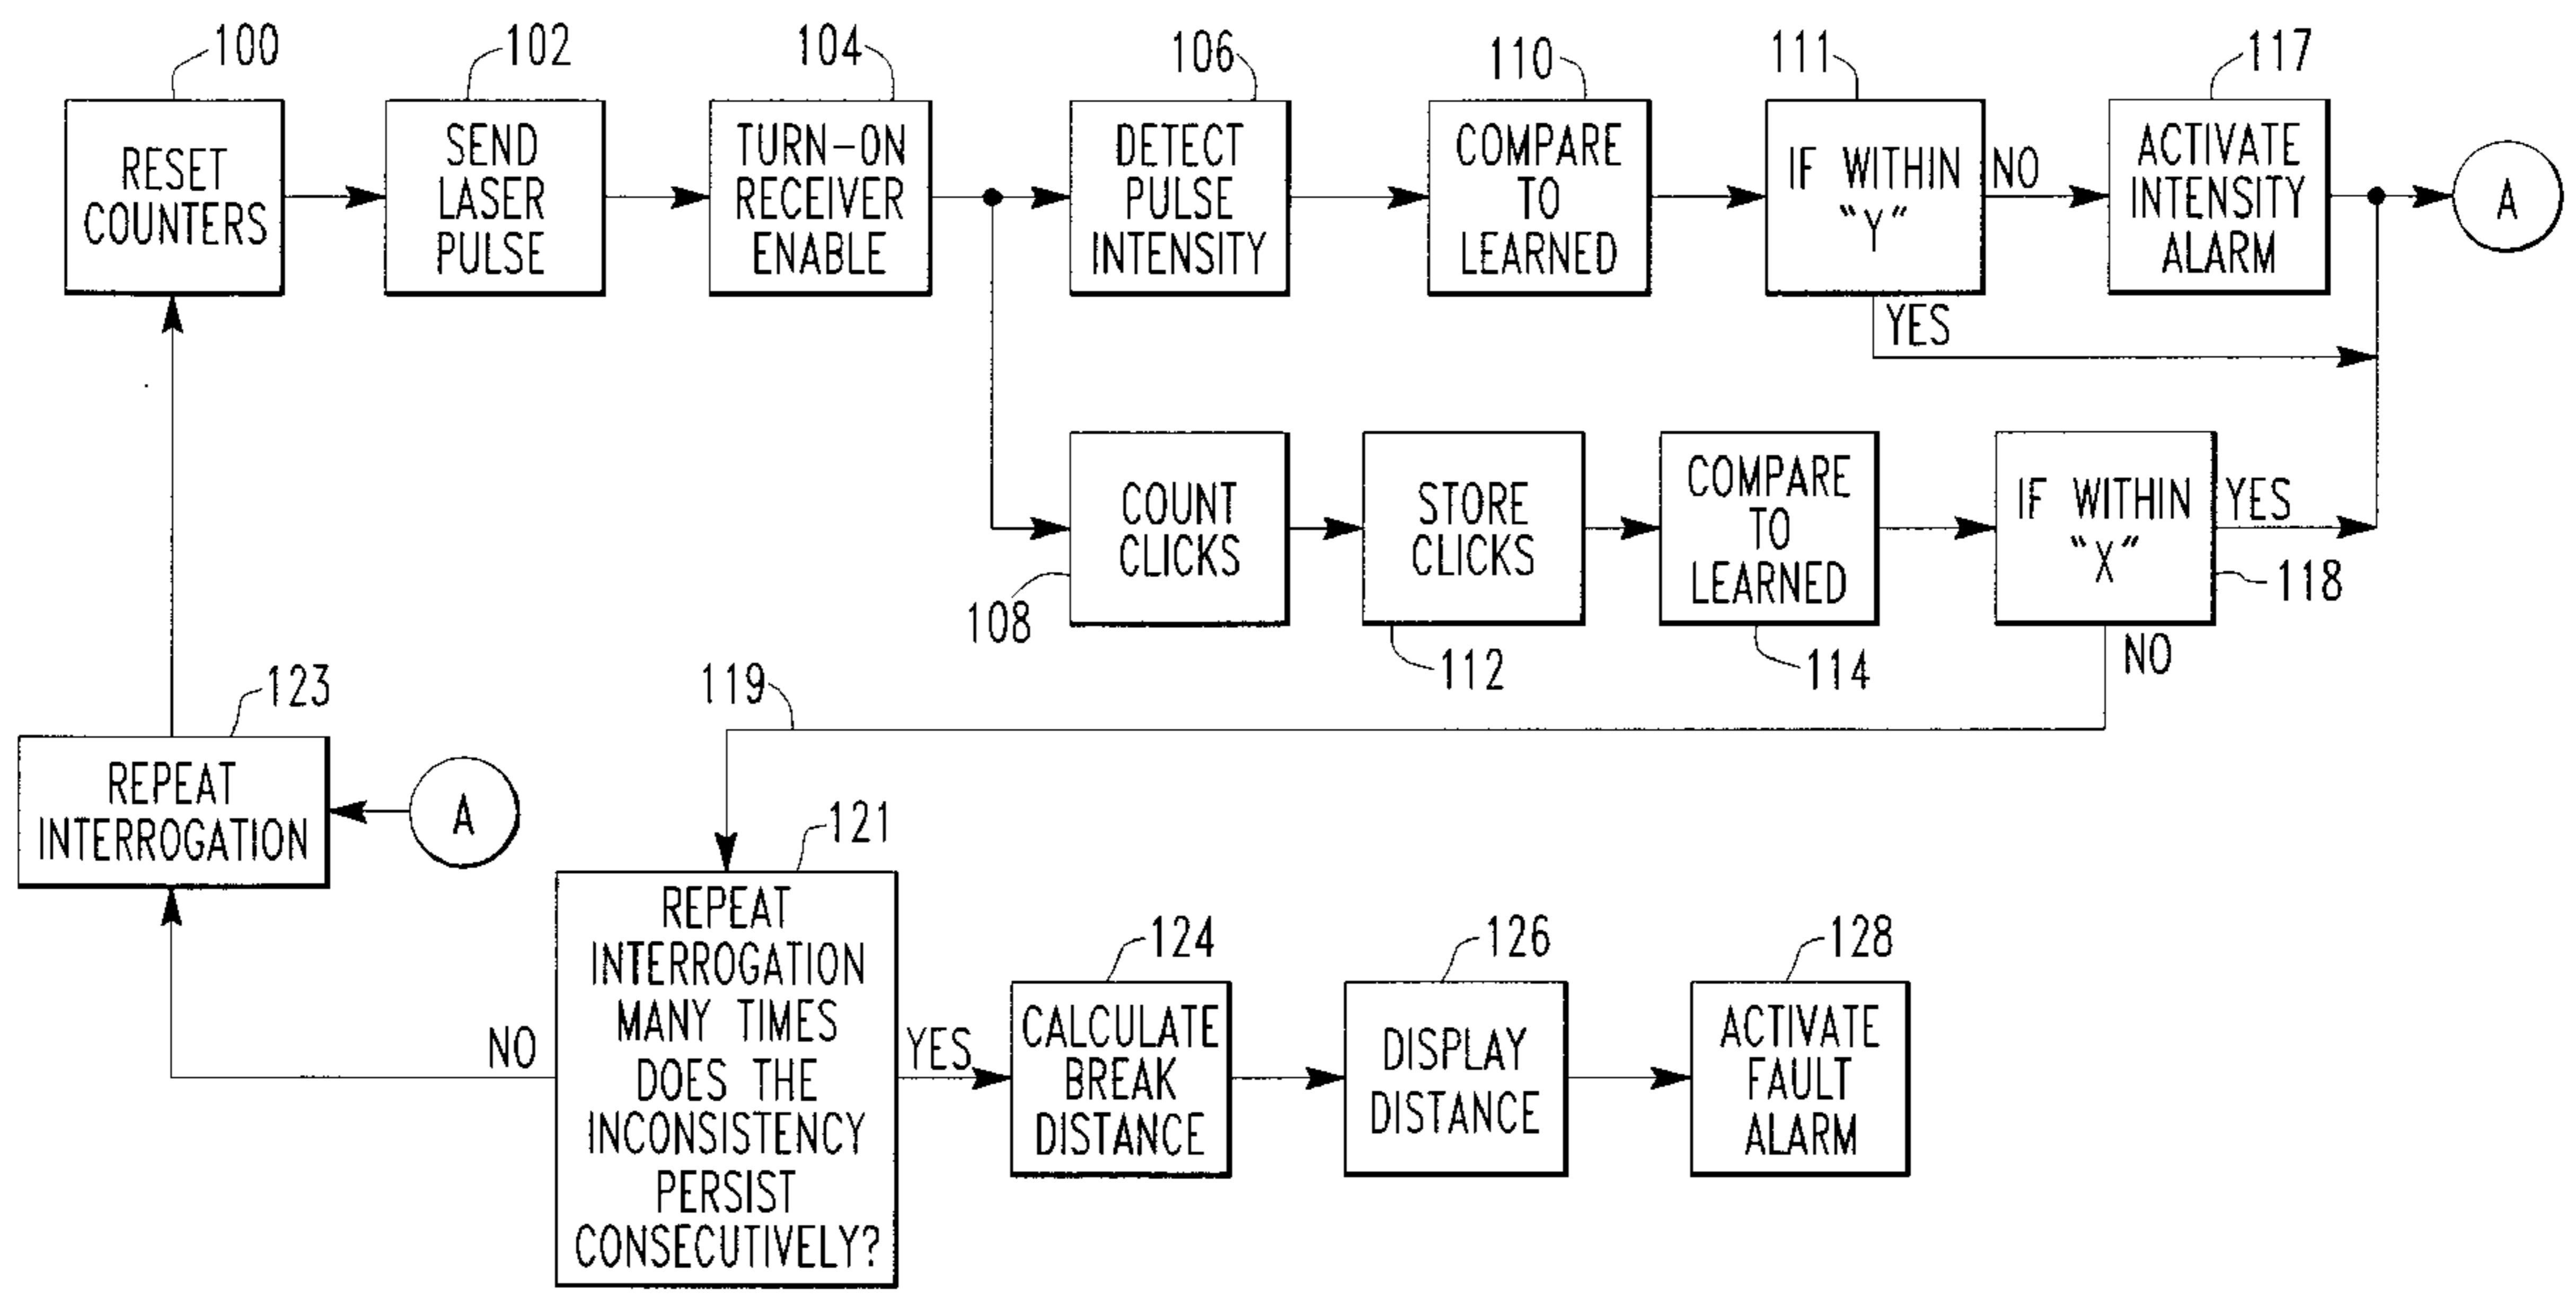 100
102
104
106
110
111
117
RESET
COUNTERS
SEND
LASER
PULSE
TURN-ON
RECEIVER
ENABLE
DETECT
PULSE
INTENSITY
COMPARE
TO
LEARNED
IF WITHIN
"Y"
NO
YES
ACTIVATE
INTENSITY
ALARM
A
COUNT
CLICKS
108
STORE
CLICKS
112
COMPARE
TO
LEARNED
114
IF WITHIN
"X"
YES
118
NO
119
123
REPEAT
INTERROGATION
A
121
REPEAT
INTERROGATION
MANY TIMES
DOES THE
INCONSISTENCY
PERSIST
CONSECUTIVELY?
NO
YES
124
CALCULATE
BREAK
DISTANCE
126
DISPLAY
DISTANCE
128
ACTIVATE
FAULT
ALARM